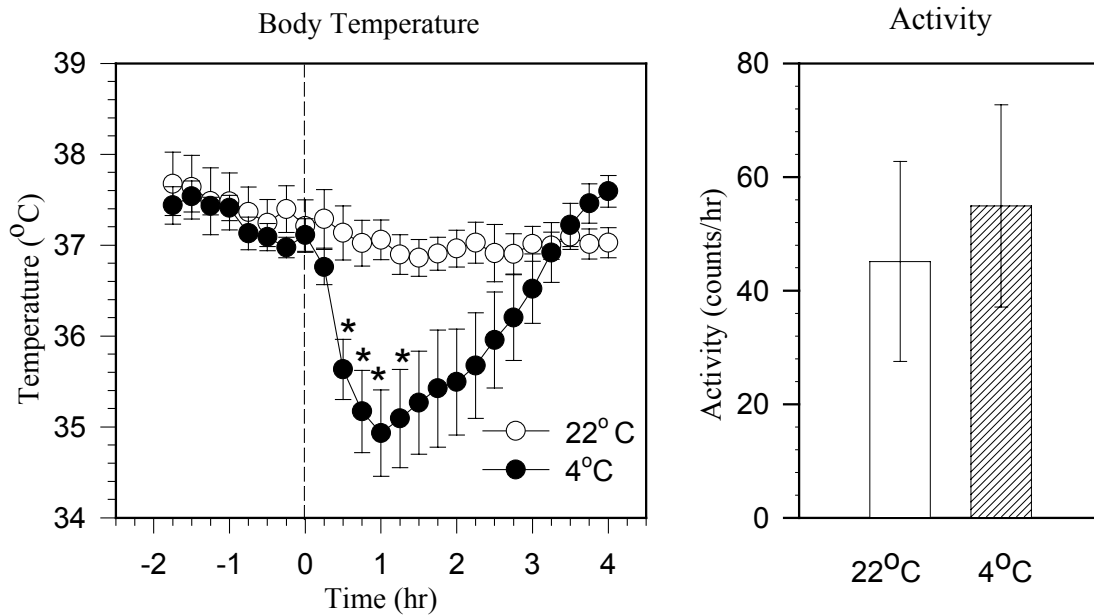 Body Temperature
39
38
37
36
35
34
Temperature (°C)
* * * *
22°C
4°C
-2 -1 0 1 2 3 4
Time (hr)
Activity
80
60
40
20
0
Activity (counts/hr)
22°C 4°C